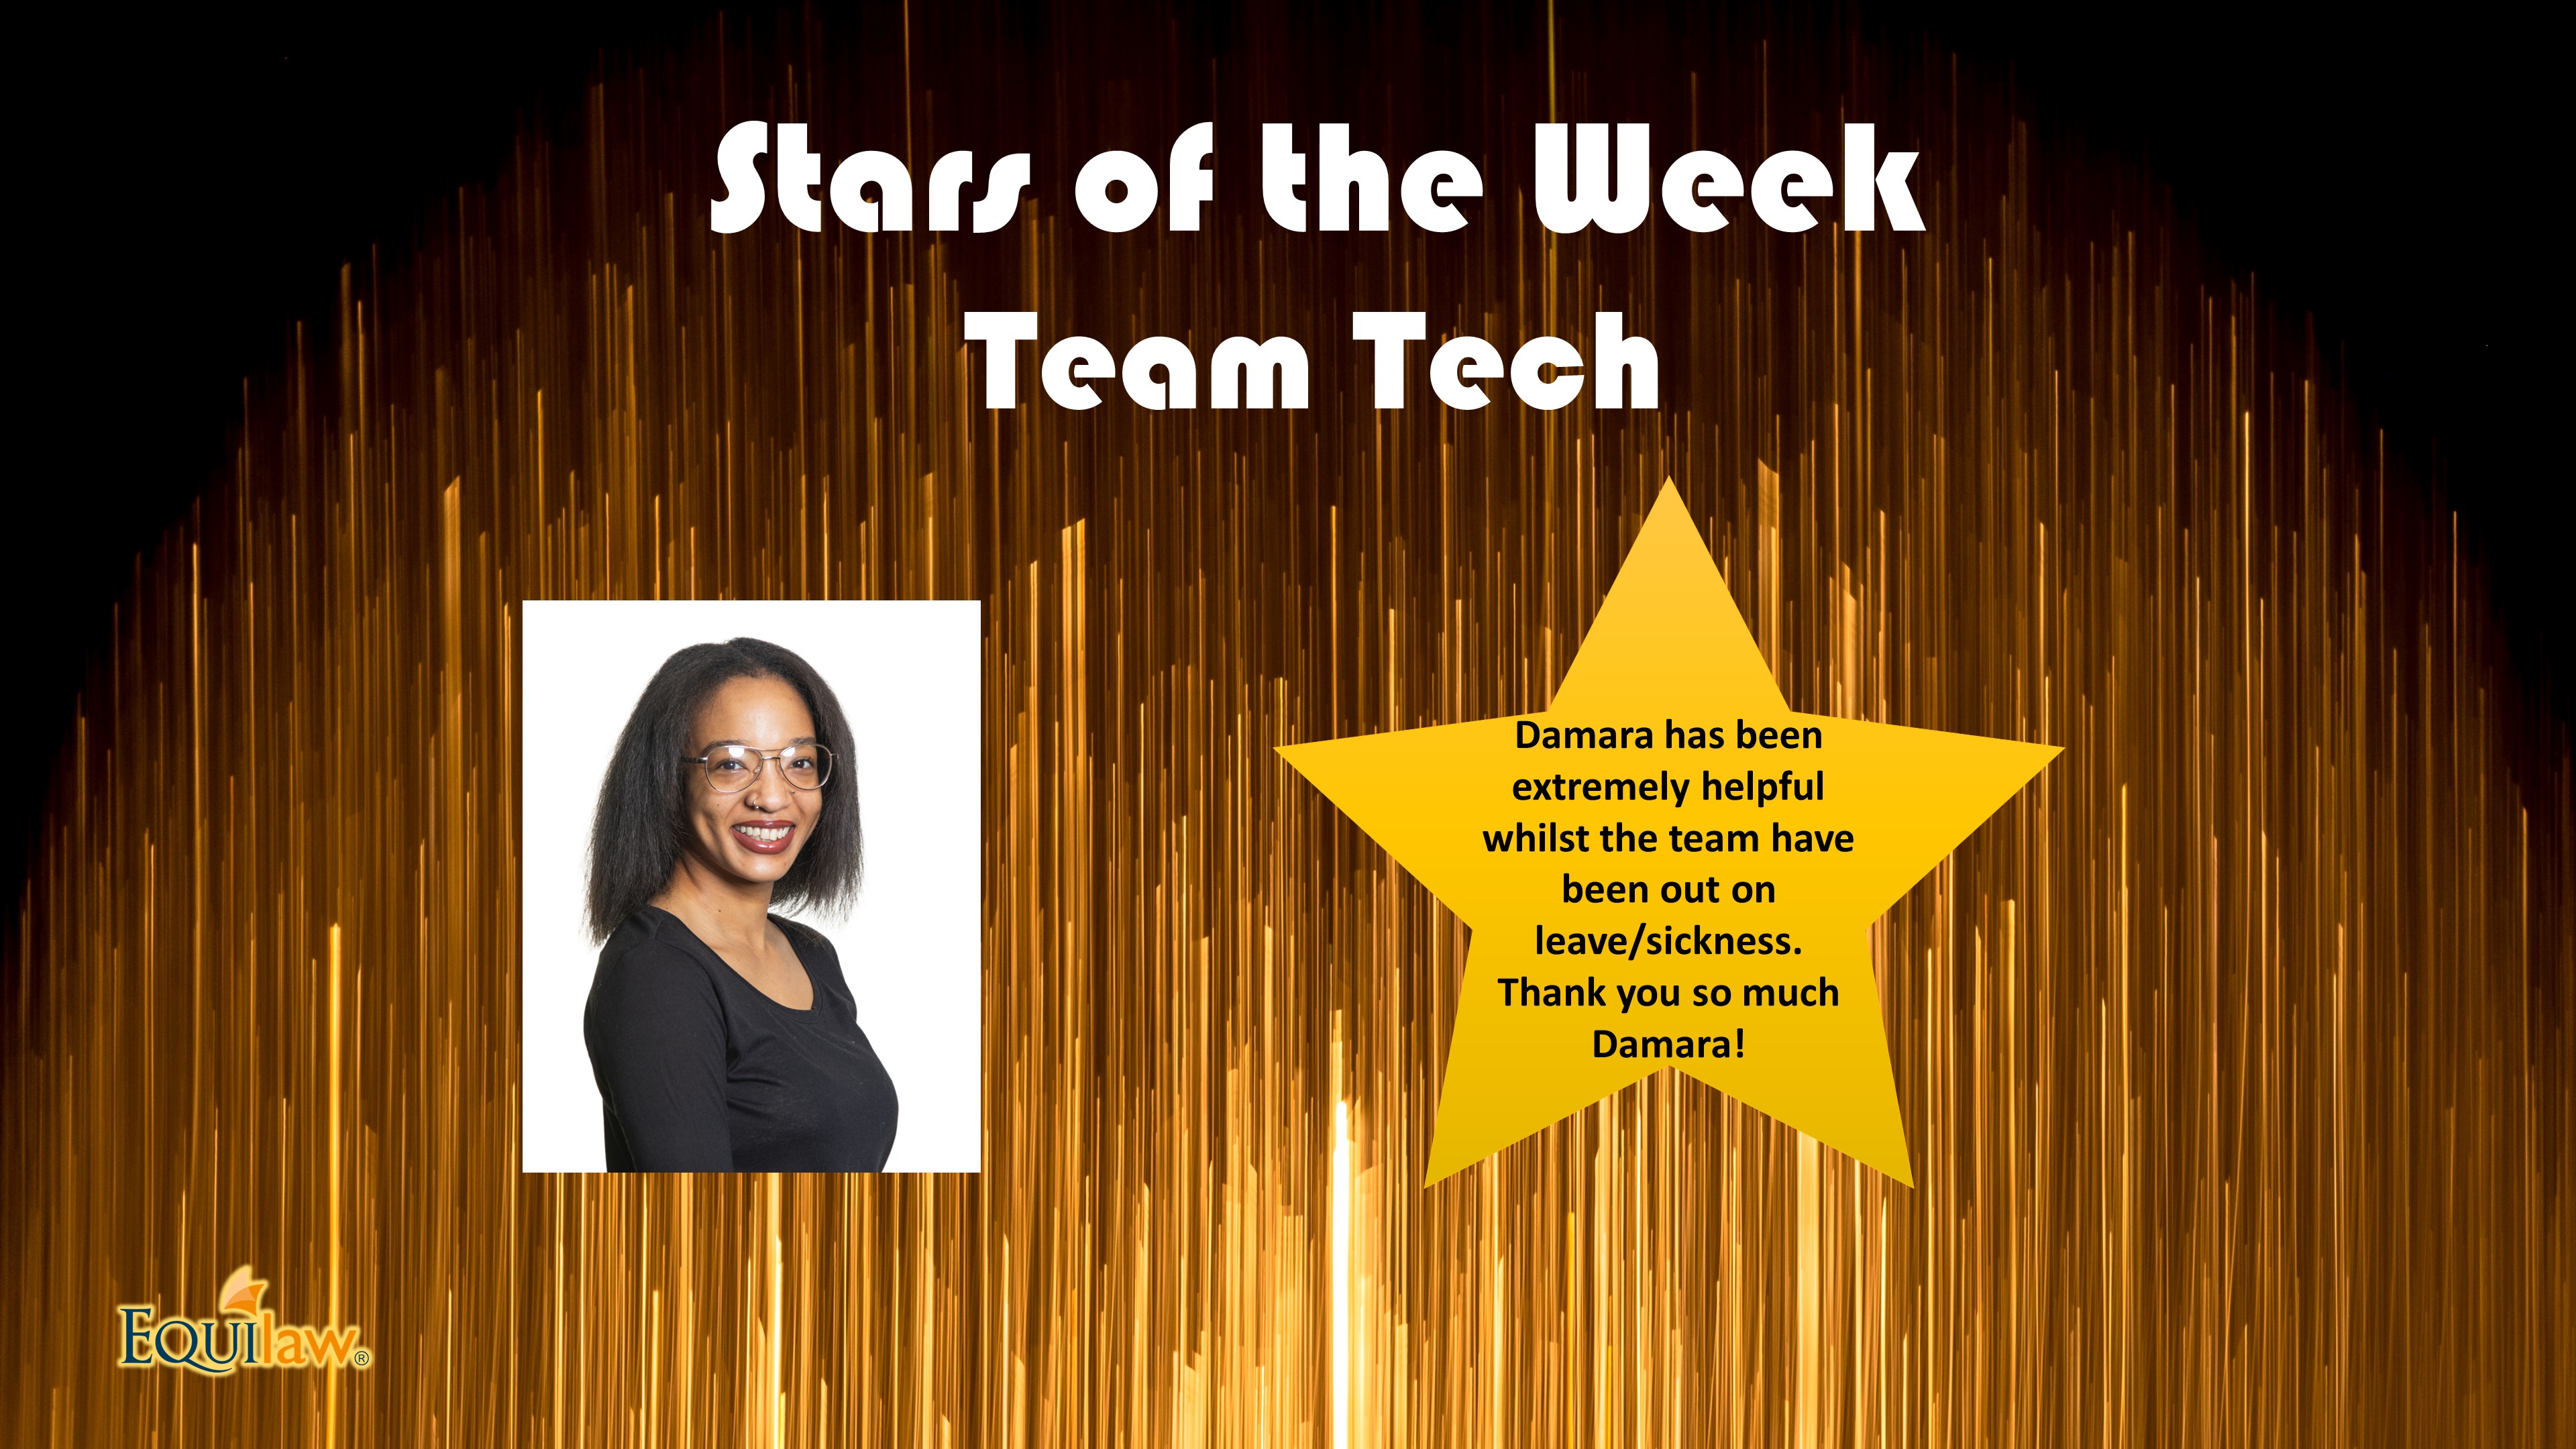 Stars of the Week
Team Tech
Damara has been
extremely helpful
whilst the team have
been out on
leave/sickness.
Thank you so much
Damara!
EQUIlaw®